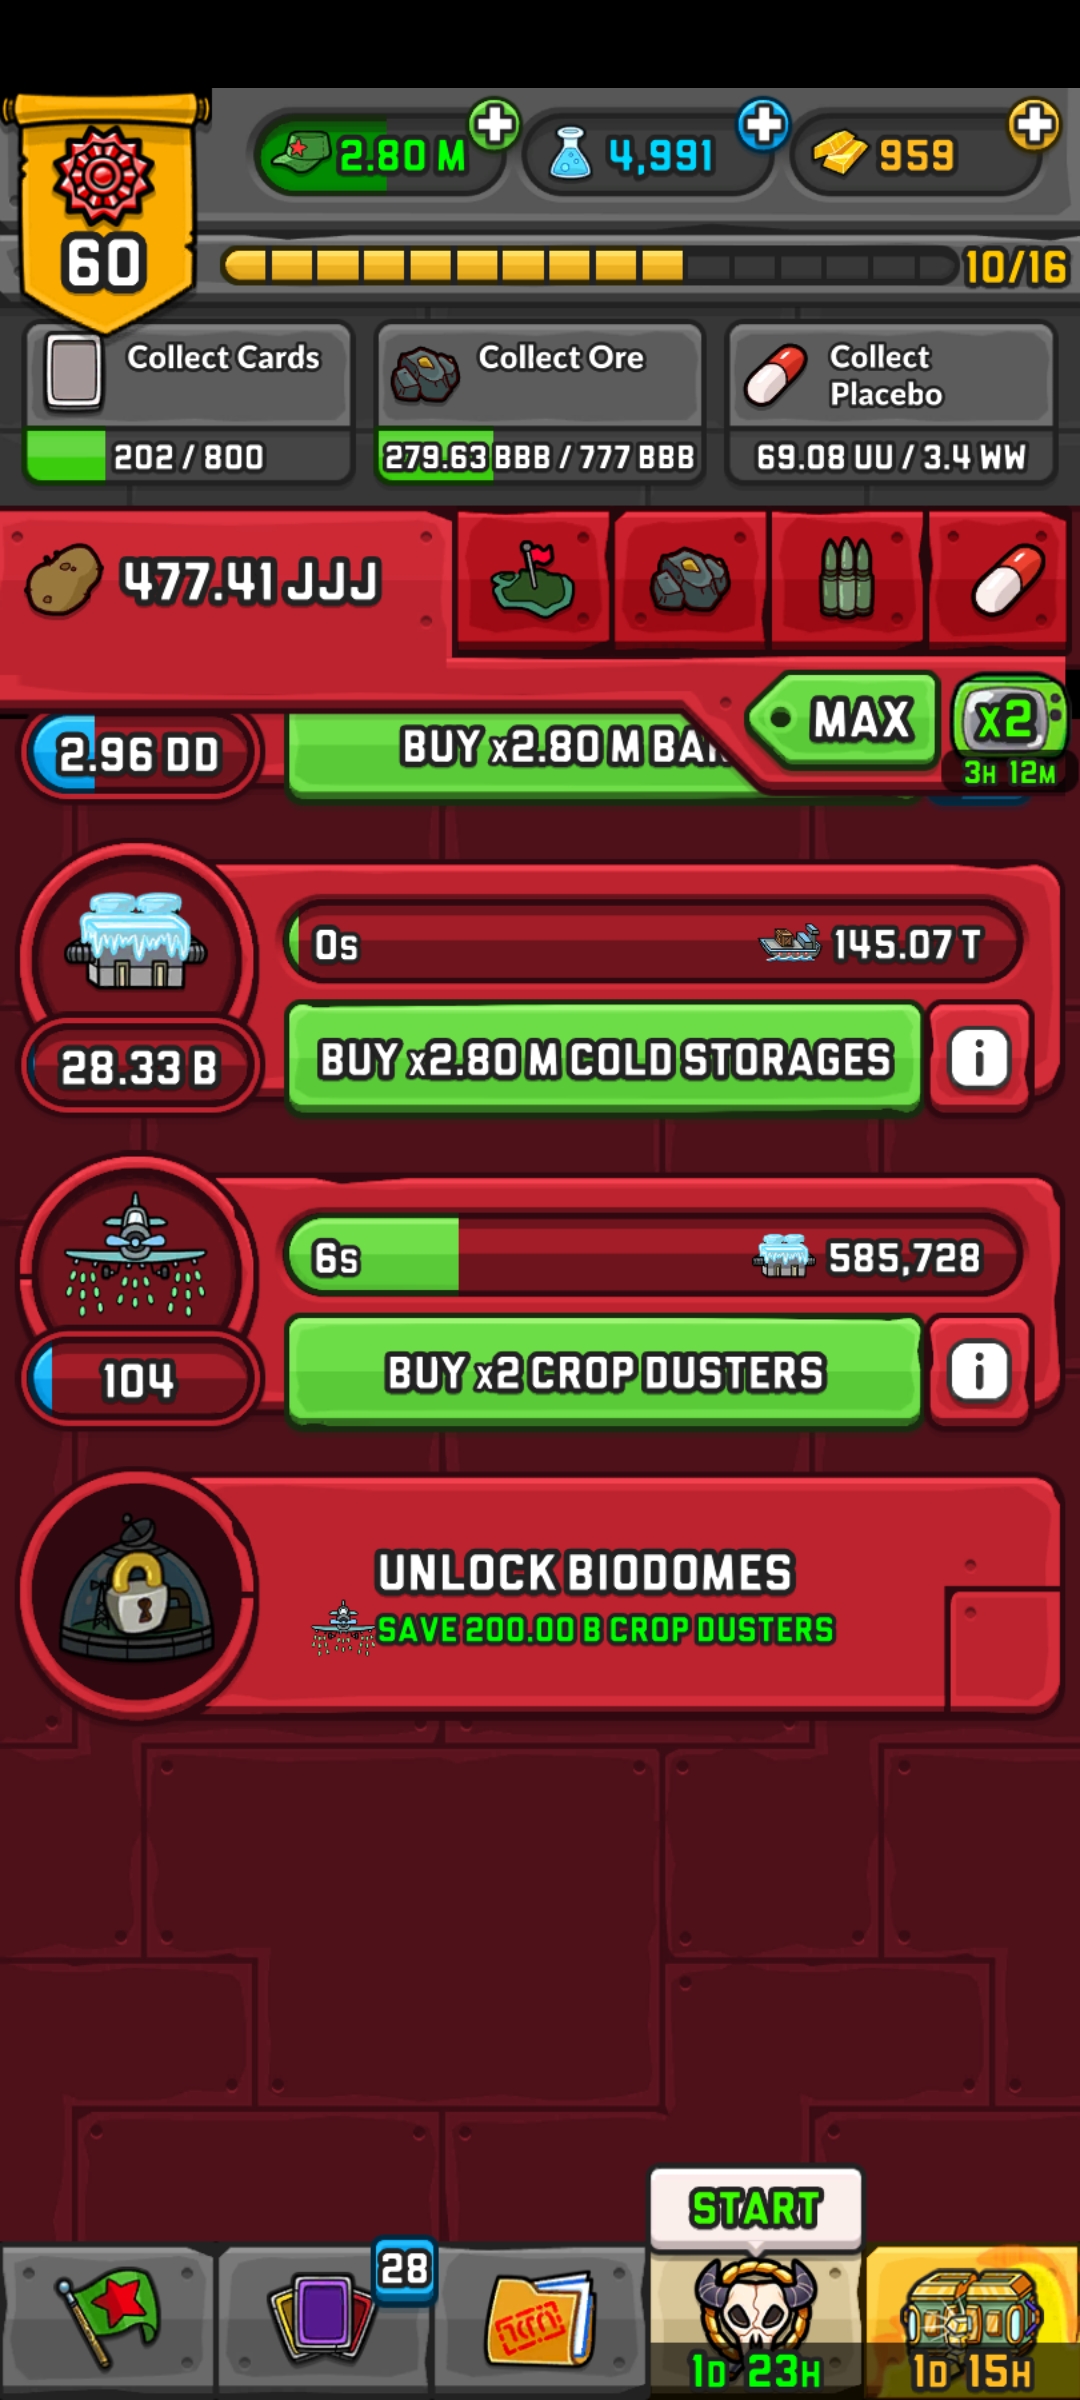 60
2.80 M
4,991
959
10/16
Collect Cards
202 / 800
Collect Ore
279.63 BBB / 777 BBB
Collect
Placebo
69.08 UU / 3.4 WW
477.41 JJJ
MAX
x2
3H 12M
2.96 DD
BUY x2.80 M
0s
145.07 T
28.33 B
BUY x2.80 M COLD STORAGES
i
6s
585,728
104
BUY x2 CROP DUSTERS
i
UNLOCK BIODOMES
SAVE 200.00 B CROP DUSTERS
START
28
1D 23H
1D 15H